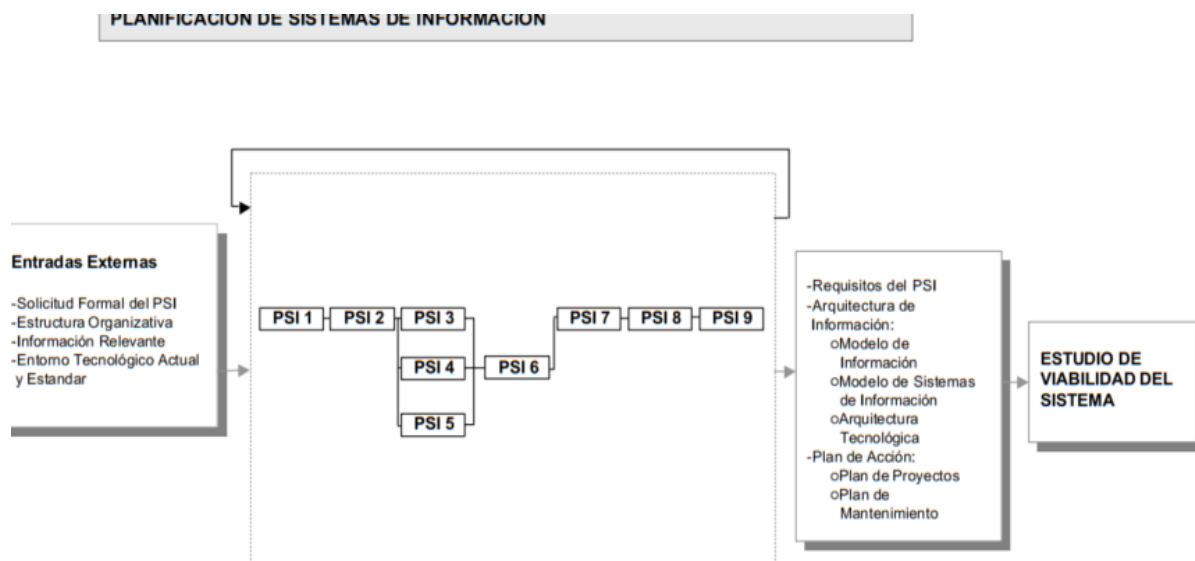 PLANIFICACIÓN DE SISTEMAS DE INFORMACIÓN
Entradas Externas
-Solicitud Formal del PSI
-Estructura Organizativa
-Información Relevante
-Entorno Tecnológico Actual
y Estandar
PSI 1
PSI 2
PSI 3
PSI 4
PSI 5
PSI 6
PSI 7
PSI 8
PSI 9
-Requisitos del PSI
-Arquitectura de
Información:
oModelo de
Información
oModelo de Sistemas
de Información
oArquitectura
Tecnológica
-Plan de Acción:
oPlan de Proyectos
oPlan de
Mantenimiento
ESTUDIO DE
VIABILIDAD DEL
SISTEMA